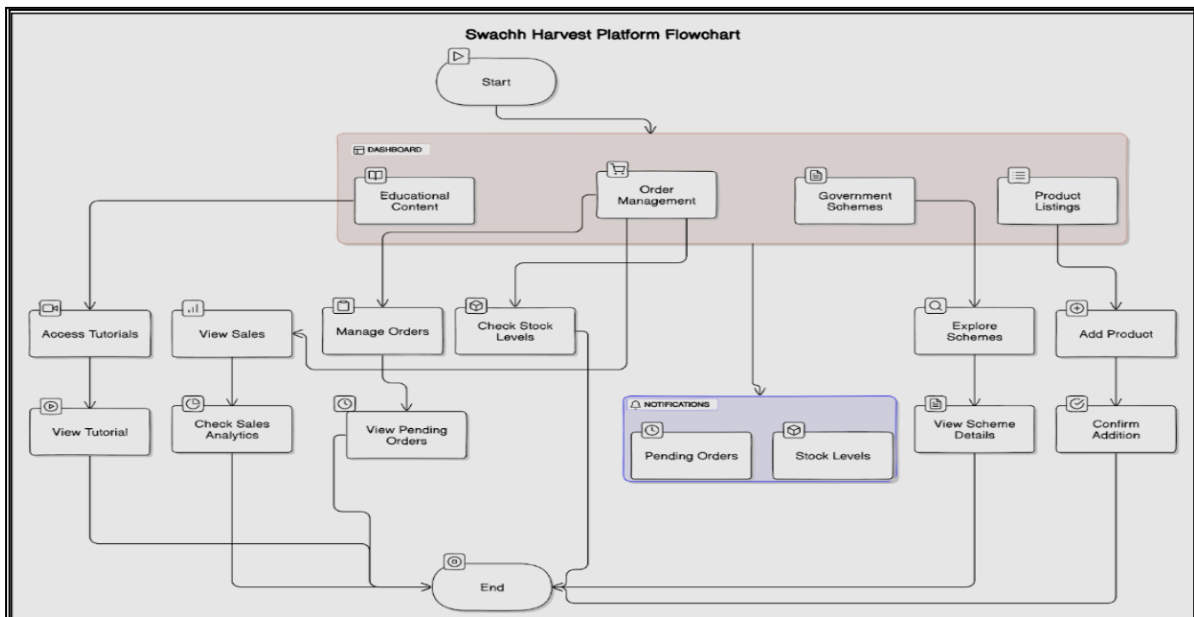 Swachh Harvest Platform Flowchart
Start
DASHBOARD
Educational
Content
Order
Management
Government
Schemes
Product
Listings
Access Tutorials
View Sales
Manage Orders
Check Stock
Levels
Explore
Schemes
Add Product
View Tutorial
Check Sales
Analytics
View Pending
Orders
NOTIFICATIONS
Pending Orders
Stock Levels
View Scheme
Details
Confirm
Addition
End